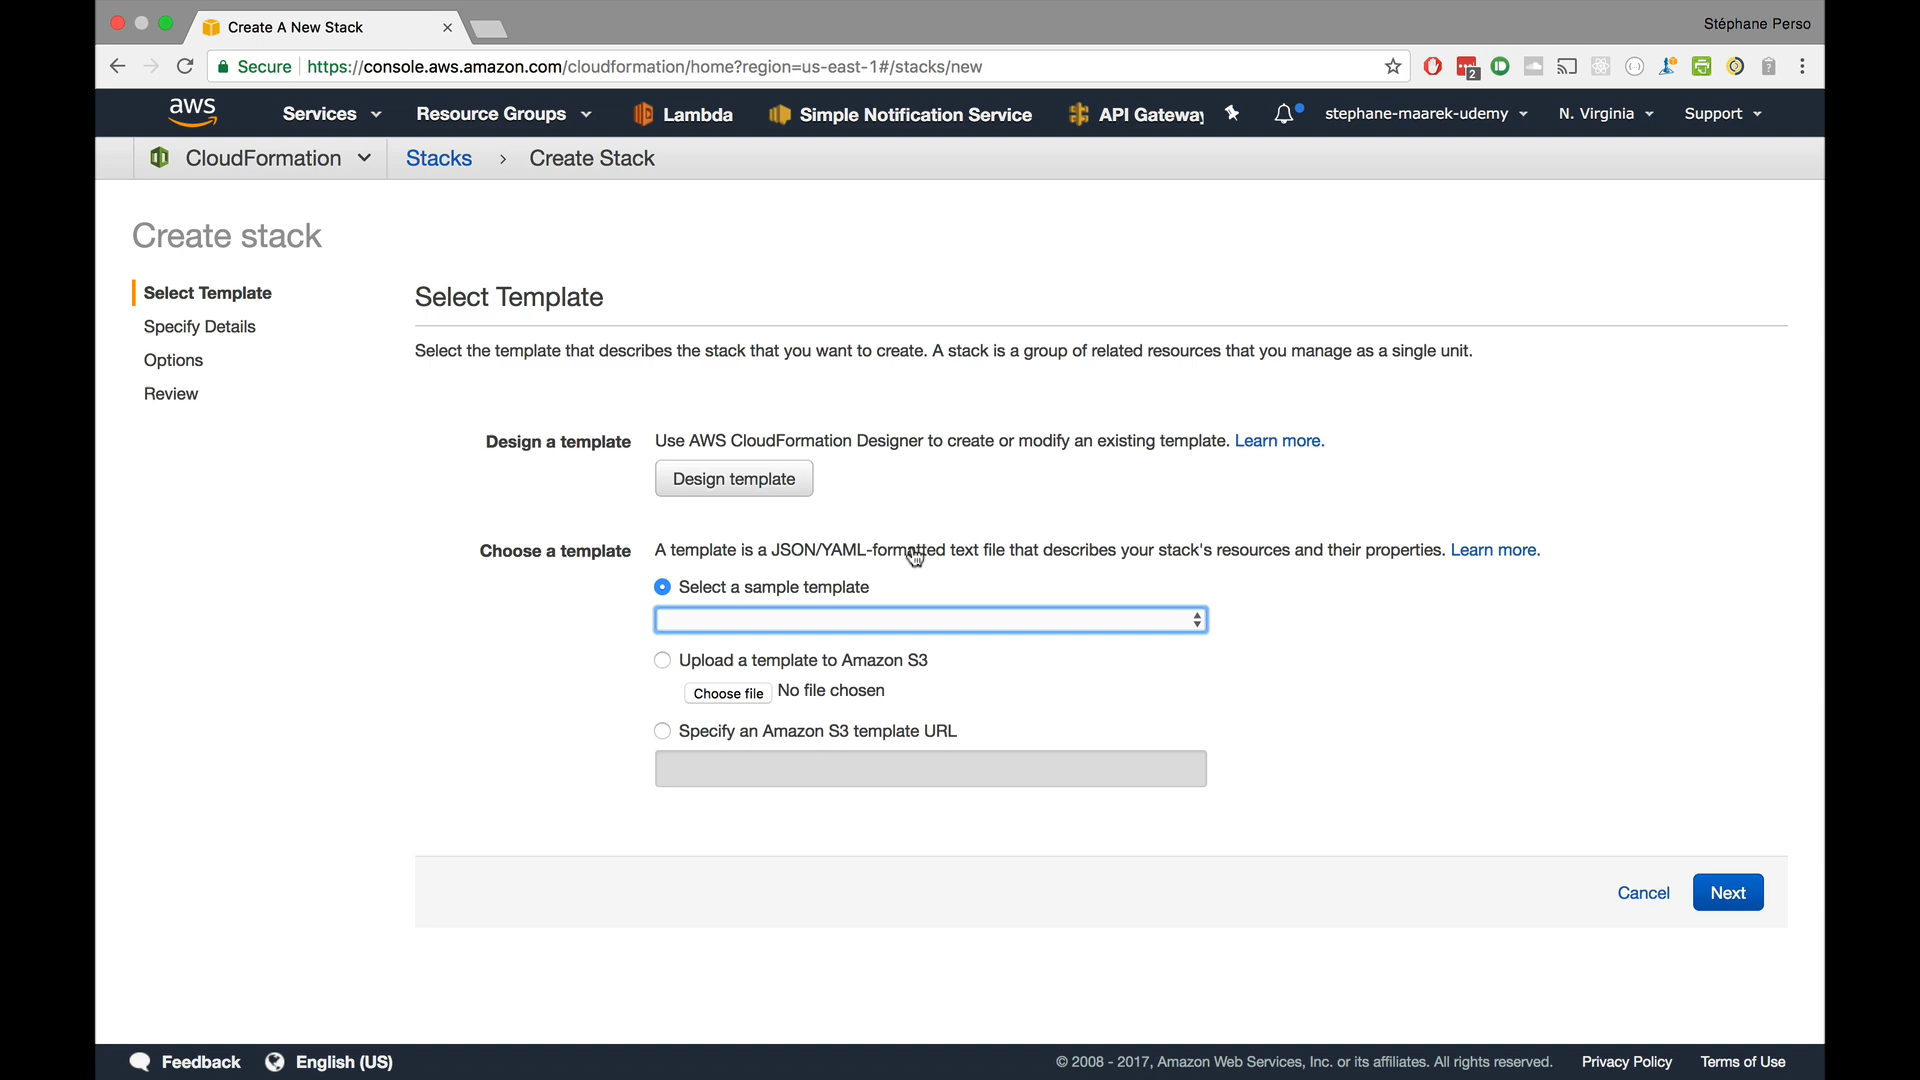 Create A New Stack
Stéphane Perso
Secure https://console.aws.amazon.com/cloudformation/home?region=us-east-1#/stacks/new
2
aws Services Resource Groups Lambda Simple Notification Service API Gateway stephane-maarek-udemy N. Virginia Support
CloudFormation Stacks › Create Stack
Create stack
Select Template
Specify Details
Options
Review
Select Template
Select the template that describes the stack that you want to create. A stack is a group of related resources that you manage as a single unit.
Design a template Use AWS CloudFormation Designer to create or modify an existing template. Learn more.
Design template
Choose a template A template is a JSON/YAML-formatted text file that describes your stack's resources and their properties. Learn more.
Select a sample template
Upload a template to Amazon S3
Choose file No file chosen
Specify an Amazon S3 template URL
Cancel Next
Feedback English (US) © 2008 - 2017, Amazon Web Services, Inc. or its affiliates. All rights reserved. Privacy Policy Terms of Use